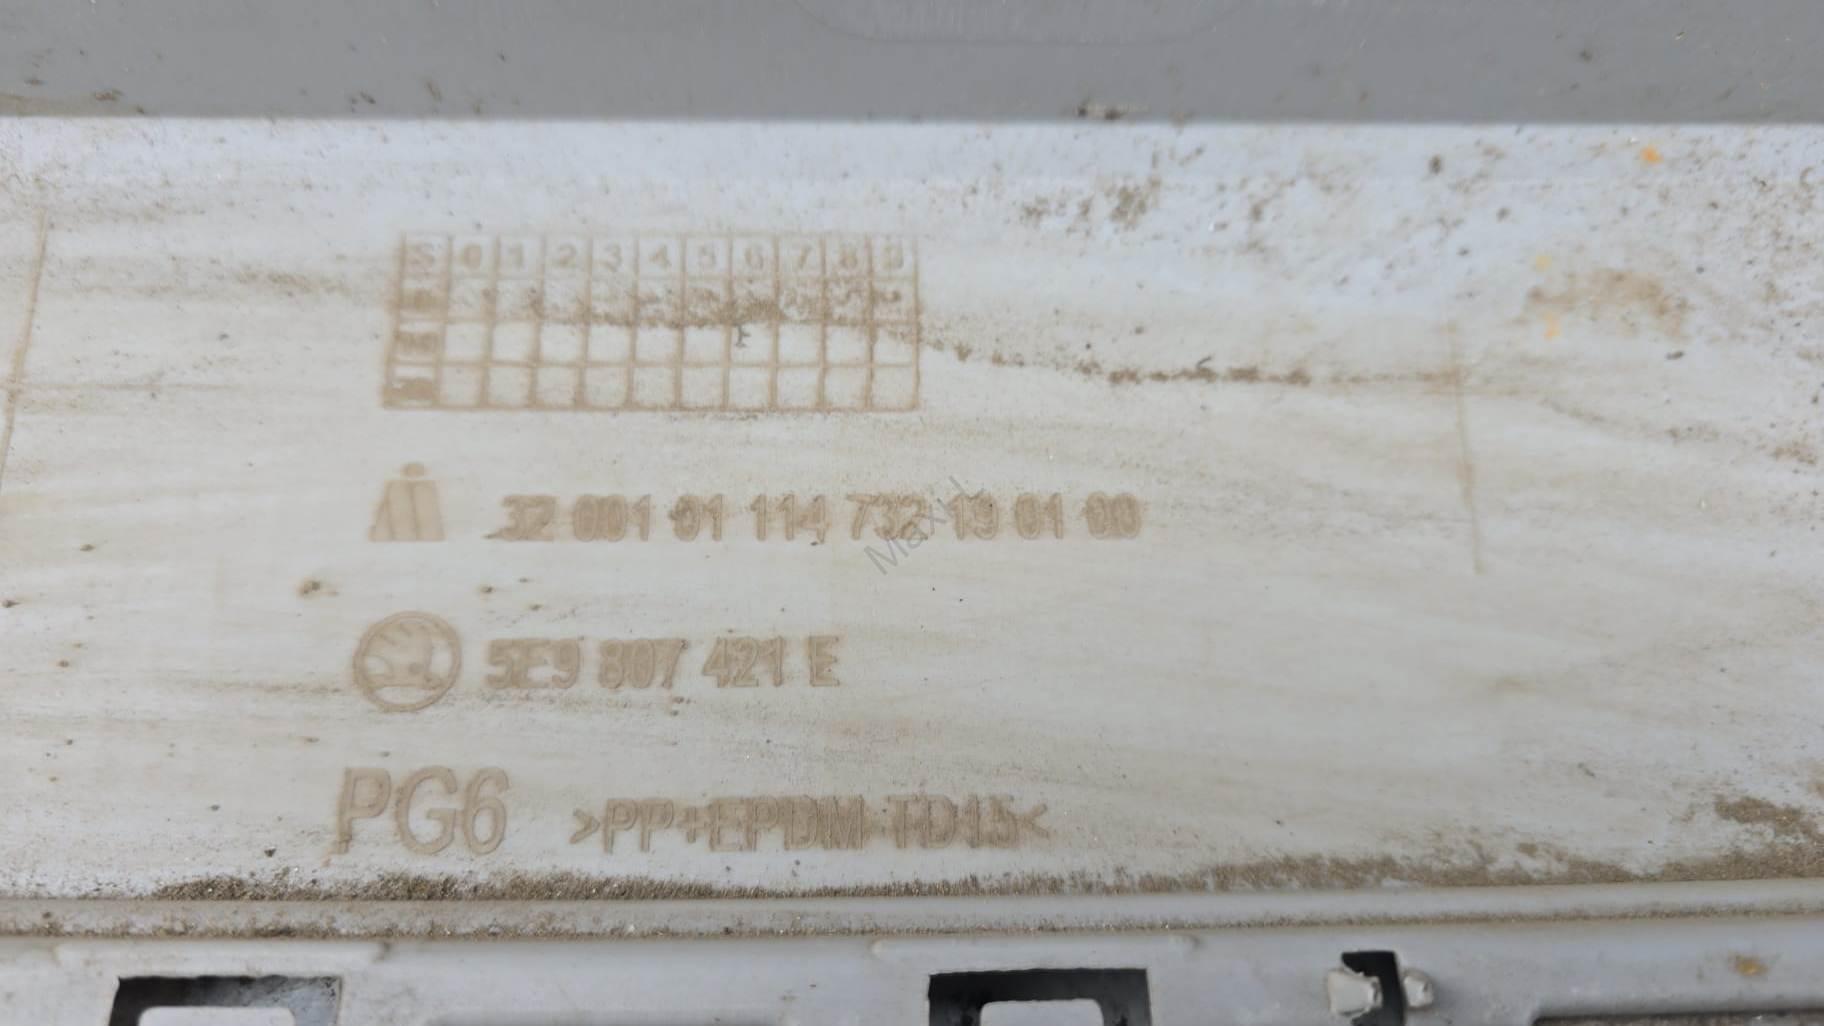 S 0 1 2 3 4 5 6 7 8 9
32 001 01 114 732 19 01 00
5E9 807 421 E
PG6 >PP+EPDM TD15<
Maxi L